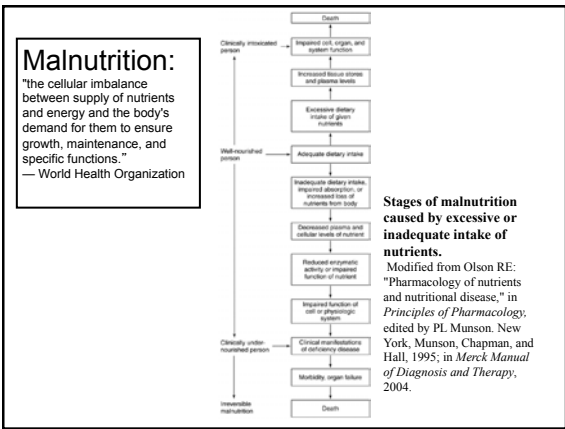 Malnutrition:
"the cellular imbalance
between supply of nutrients
and energy and the body's
demand for them to ensure
growth, maintenance, and
specific functions."
— World Health Organization
Death
Clinically intoxicated
person
Impaired cell, organ, and
system function
Increased tissue stores
and plasma levels
Excessive dietary
intake of given
nutrients
Well-nourished
person
Adequate dietary intake
Inadequate dietary intake,
impaired absorption, or
increased loss of
nutrients from body
Decreased plasma and
cellular levels of nutrient
Reduced enzymatic
activity or impaired
function of nutrient
Impaired function of
cell or physiologic
system
Clinically under-
nourished person
Clinical manifestations
of deficiency disease
Morbidity, organ failure
Irreversible
malnutrition
Death
Stages of malnutrition
caused by excessive or
inadequate intake of
nutrients.
Modified from Olson RE:
"Pharmacology of nutrients
and nutritional disease," in
Principles of Pharmacology,
edited by PL Munson. New
York, Munson, Chapman, and
Hall, 1995; in Merck Manual
of Diagnosis and Therapy,
2004.